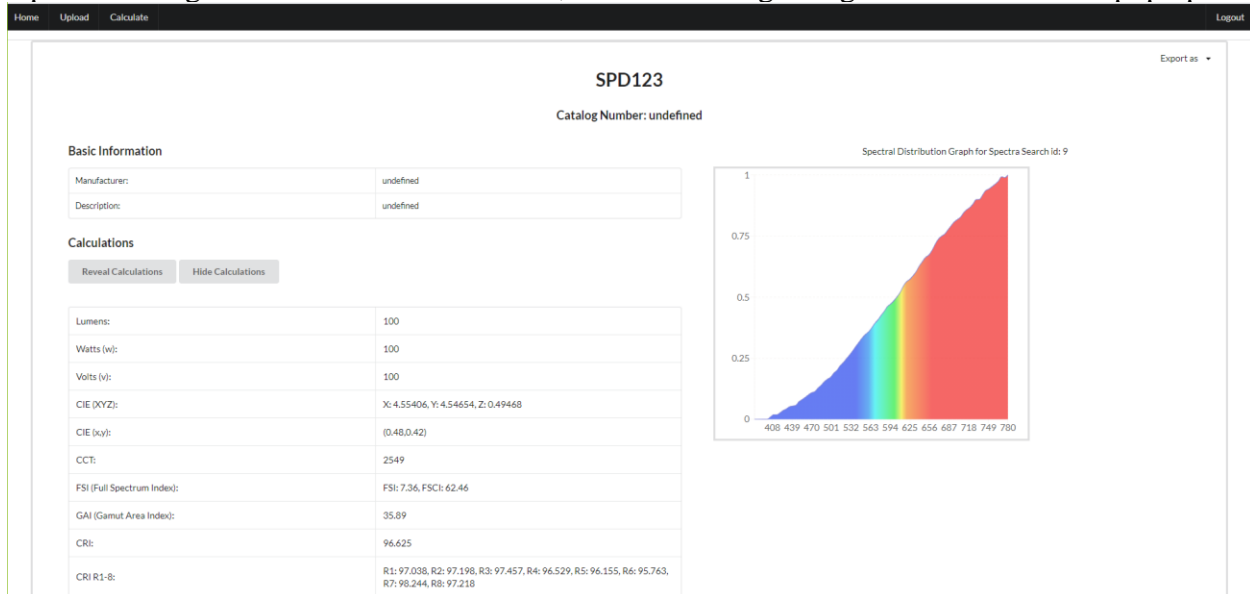 Home Upload Calculate Logout
Export as
SPD123
Catalog Number: undefined
Basic Information
Manufacturer: undefined
Description: undefined
Calculations
Reveal Calculations Hide Calculations
Lumens: 100
Watts (w): 100
Volts (v): 100
CIE (XYZ): X: 4.55406, Y: 4.54654, Z: 0.49468
CIE (x,y): (0.48,0.42)
CCT: 2549
FSI (Full Spectrum Index): FSI: 7.36, FSCI: 62.46
GAI (Gamut Area Index): 35.89
CRI: 96.625
CRI R1-8: R1: 97.038, R2: 97.198, R3: 97.457, R4: 96.529, R5: 96.155, R6: 95.763,
R7: 98.244, R8: 97.218
Spectral Distribution Graph for Spectra Search id: 9
1
0.75
0.5
0.25
0
408 439 470 501 532 563 594 625 656 687 718 749 780